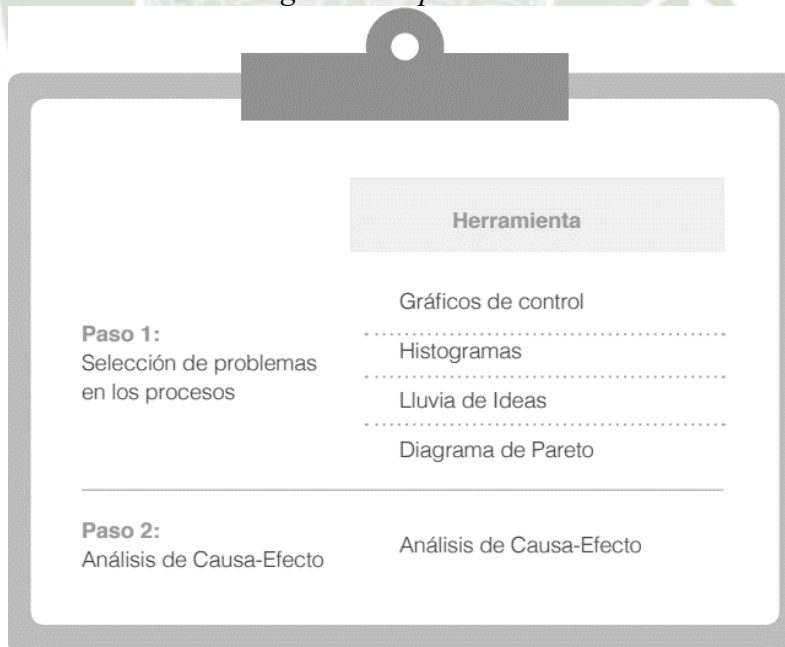 Herramienta
Paso 1:
Selección de problemas
en los procesos
Gráficos de control
Histogramas
Lluvia de Ideas
Diagrama de Pareto
Paso 2:
Análisis de Causa-Efecto
Análisis de Causa-Efecto